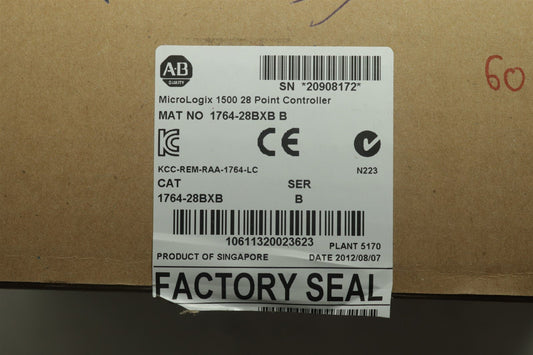 A·B
QUALITY
SN *20908172*
MicroLogix 1500 28 Point Controller
MAT NO 1764-28BXB B
60
KCC-REM-RAA-1764-LC
N223
CAT SER
1764-28BXB B
10611320023623
PLANT 5170
PRODUCT OF SINGAPORE DATE 2012/08/07
FACTORY SEAL